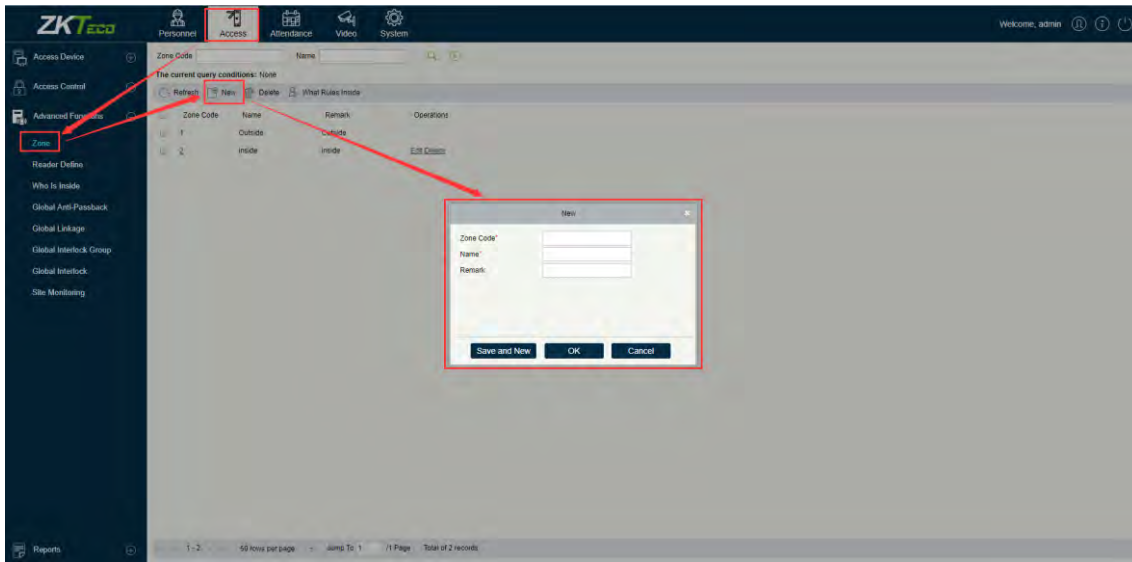 ZKTeco
Personnel Access Attendance Video System
Welcome, admin
Access Device
Access Control
Advanced Functions
Zone
Reader Define
Who Is Inside
Global Anti-Passback
Global Linkage
Global Interlock Group
Global Interlock
Site Monitoring
Reports
Zone Code Name
The current query conditions: None
Refresh New Delete What Rules Inside
Zone Code Name Remark Operations
1 Outside Outside
2 inside inside Edit Delete
New
Zone Code*
Name*
Remark
Save and New OK Cancel
1-2 50 rows per page Jump To 1 /1 Page Total of 2 records